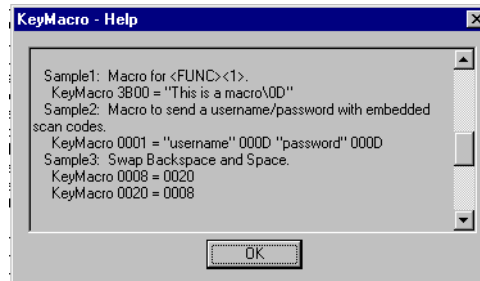 KeyMacro - Help
Sample1: Macro for <FUNC><1>.
KeyMacro 3B00 = "This is a macro\0D"
Sample2: Macro to send a username/password with embedded
scan codes.
KeyMacro 0001 = "username" 000D "password" 000D
Sample3: Swap Backspace and Space.
KeyMacro 0008 = 0020
KeyMacro 0020 = 0008
OK